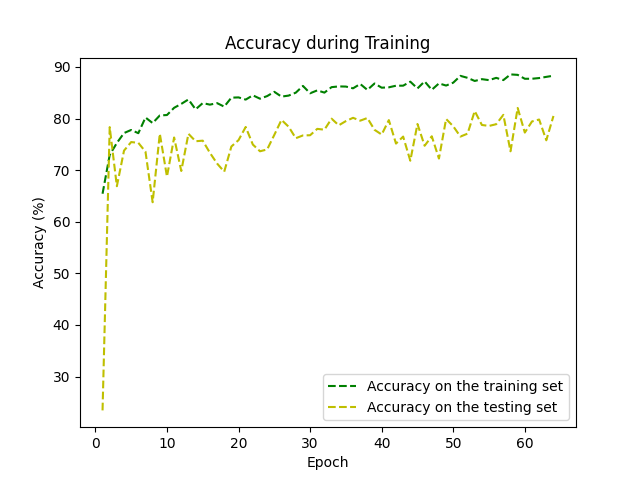 Accuracy during Training
Accuracy (%)
90
80
70
60
50
40
30
0 10 20 30 40 50 60
Epoch
Accuracy on the training set
Accuracy on the testing set